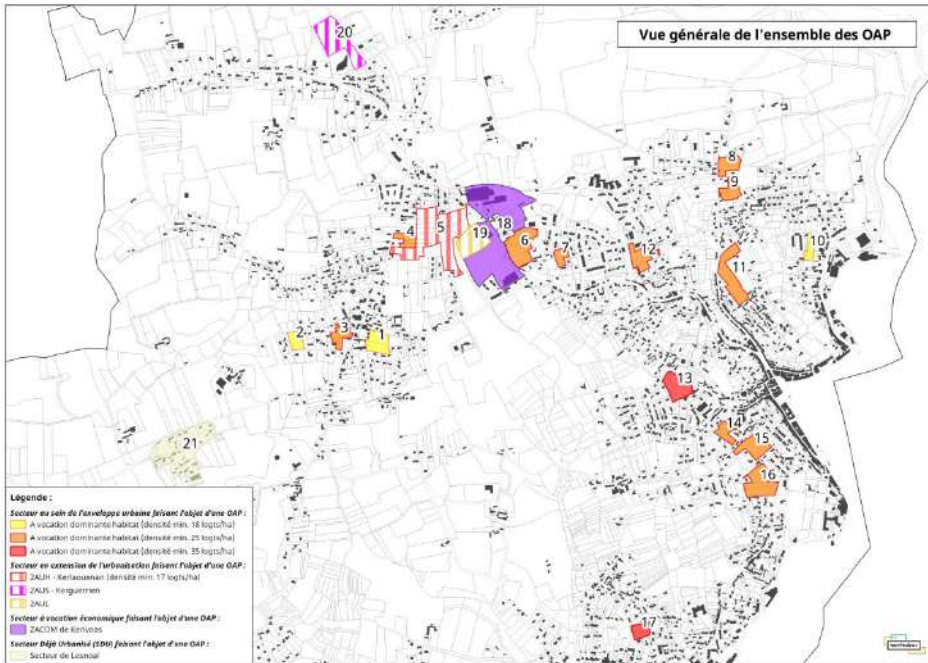 Vue générale de l'ensemble des OAP
20
8
9
18
5
4
19
6
7
12
10
11
2
3
1
13
21
14
15
16
17
Légende :
Secteur au sein de l'enveloppe urbaine faisant l'objet d'une OAP :
A vocation dominante habitat (densité min. 18 logts/ha)
A vocation dominante habitat (densité min. 25 logts/ha)
A vocation dominante habitat (densité min. 35 logts/ha)
Secteur en extension de l'urbanisation faisant l'objet d'une OAP :
2AUH - Kerlaouenan (densité min. 17 logts/ha)
2AUS - Kerguerrien
2AUL
Secteur à vocation économique faisant l'objet d'une OAP :
ZACOM de Kerivoas
Secteur Déjà Urbanisé (SDU) faisant l'objet d'une OAP :
Secteur de Lesnoal